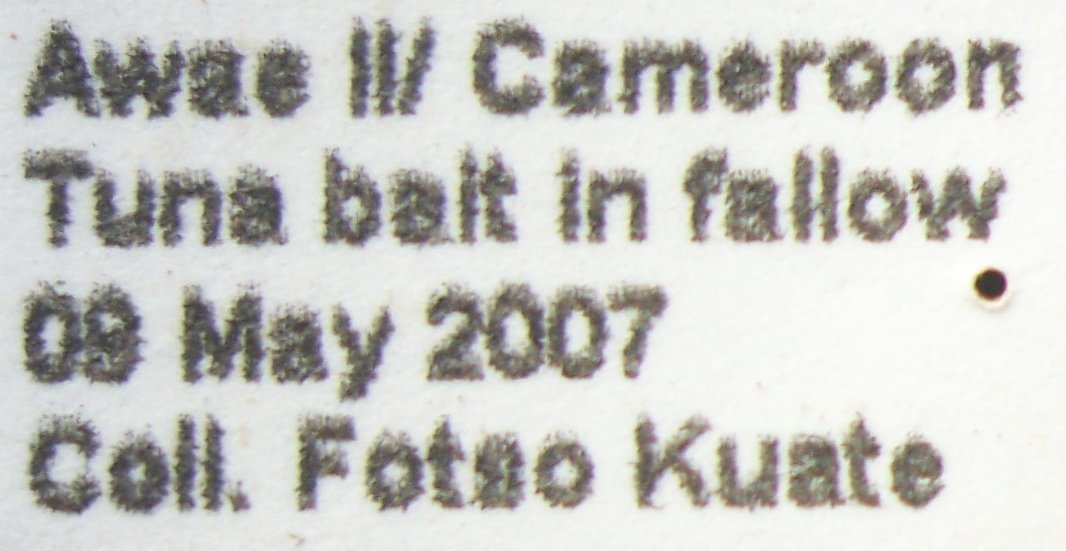 Awae II/ Cameroon
Tuna bait in fallow
09 May 2007
Coll. Fotso Kuate